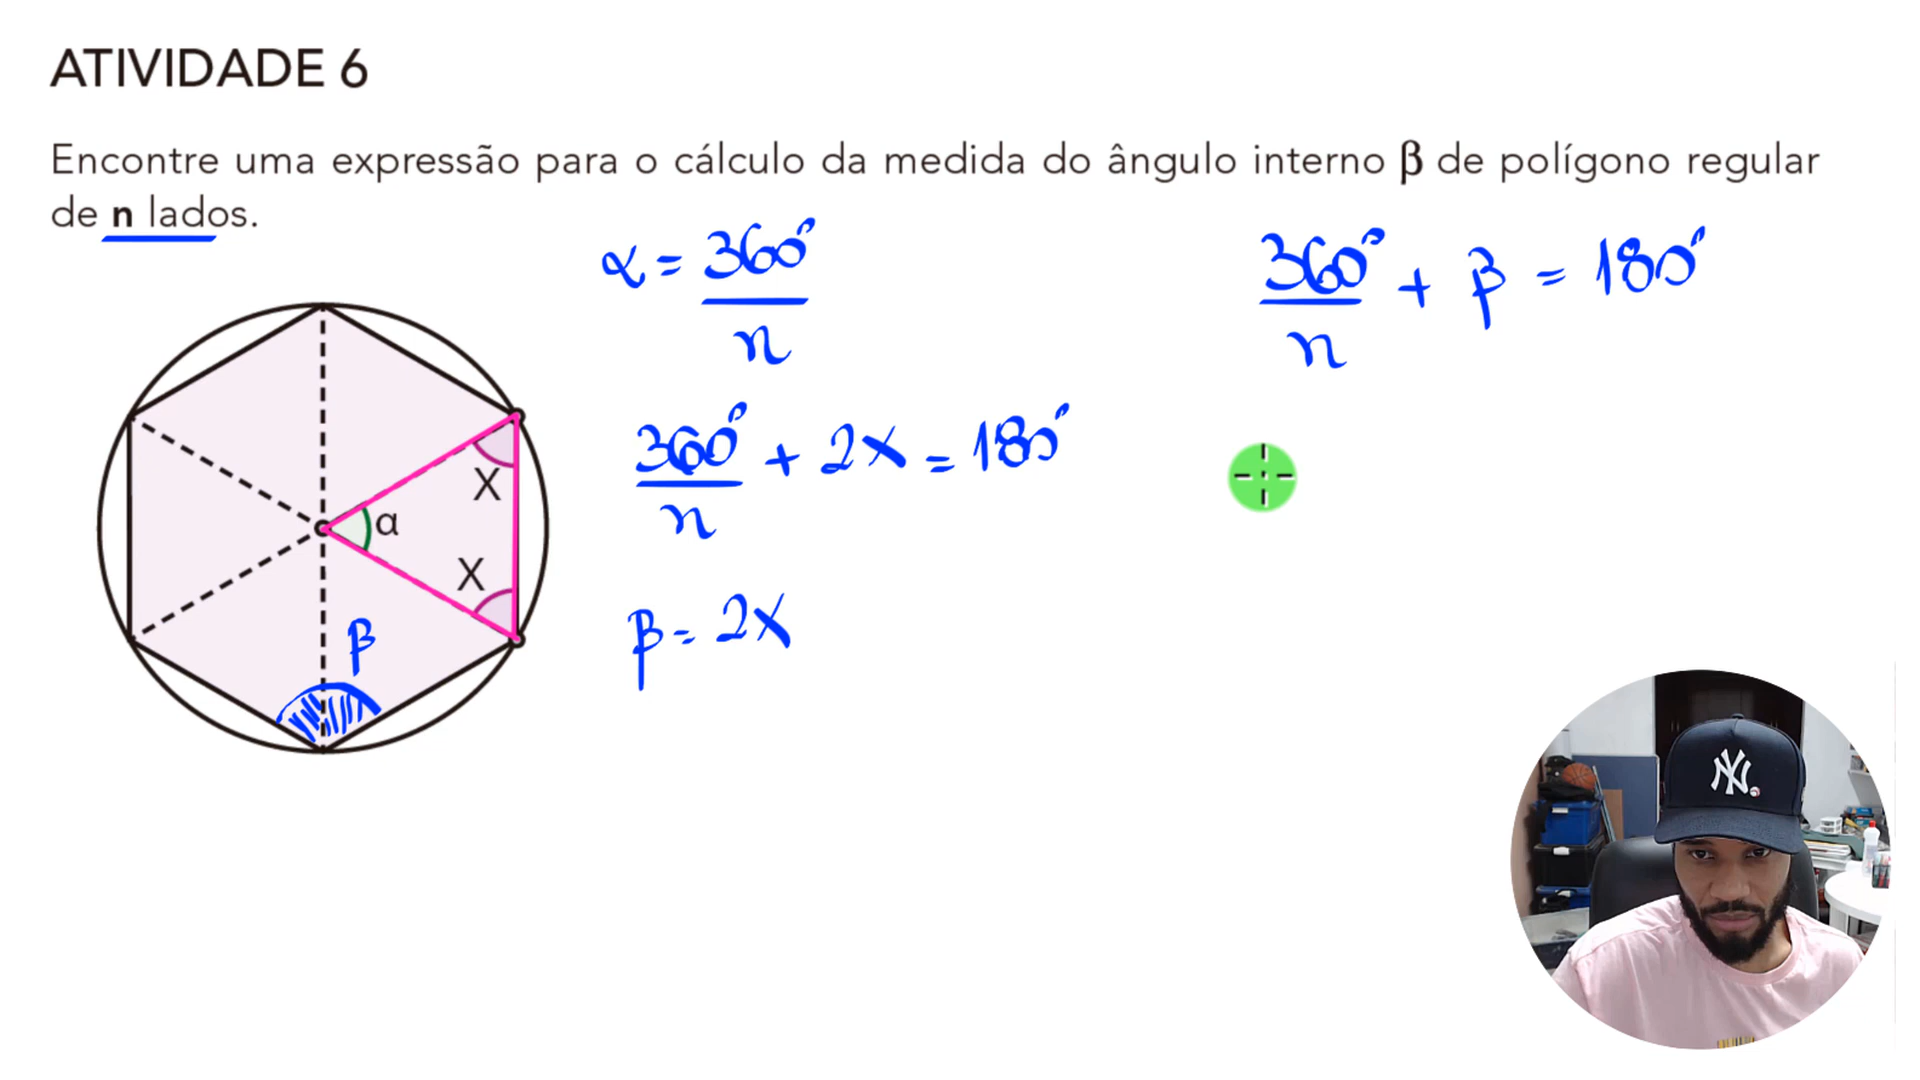 ATIVIDADE 6
Encontre uma expressão para o cálculo da medida do ângulo interno β de polígono regular
de n lados.
α = 360° / n
360° / n + 2x = 180°
β = 2x
360° / n + β = 180°
X
α
X
β
NY